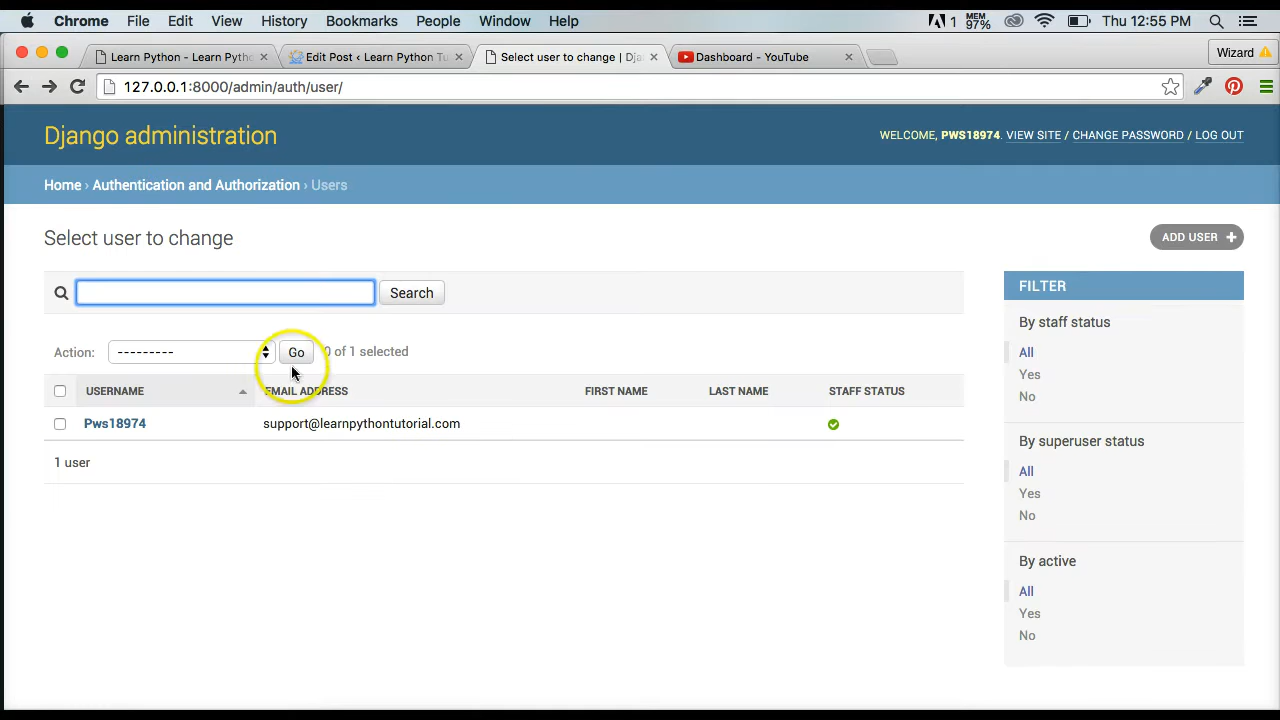 Chrome File Edit View History Bookmarks People Window Help 1 MEM 97% Thu 12:55 PM
Learn Python - Learn Pytho Edit Post ‹ Learn Python Tu Select user to change | Dja Dashboard - YouTube Wizard
127.0.0.1:8000/admin/auth/user/
Django administration
WELCOME, PWS18974. VIEW SITE / CHANGE PASSWORD / LOG OUT
Home › Authentication and Authorization › Users
Select user to change
ADD USER +
Search
FILTER
By staff status
All
Yes
No
By superuser status
All
Yes
No
By active
All
Yes
No
Action: --------- Go 0 of 1 selected
USERNAME EMAIL ADDRESS FIRST NAME LAST NAME STAFF STATUS
Pws18974 support@learnpythontutorial.com
1 user